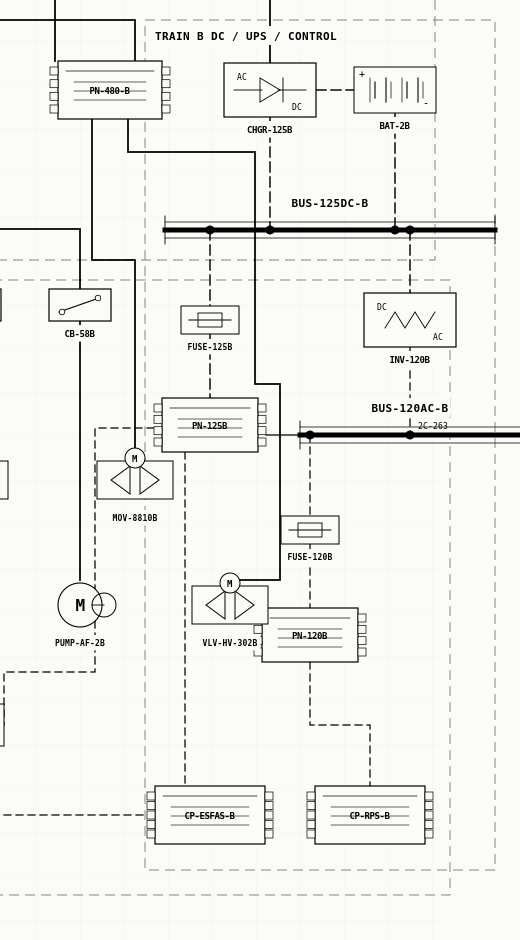 TRAIN B DC / UPS / CONTROL
PN-480-B
AC
DC
CHGR-125B
+
-
BAT-2B
BUS-125DC-B
CB-58B
FUSE-125B
DC
AC
INV-120B
PN-125B
BUS-120AC-B
2C-263
M
MOV-8810B
FUSE-120B
M
PUMP-AF-2B
M
VLV-HV-302B
PN-120B
CP-ESFAS-B
CP-RPS-B